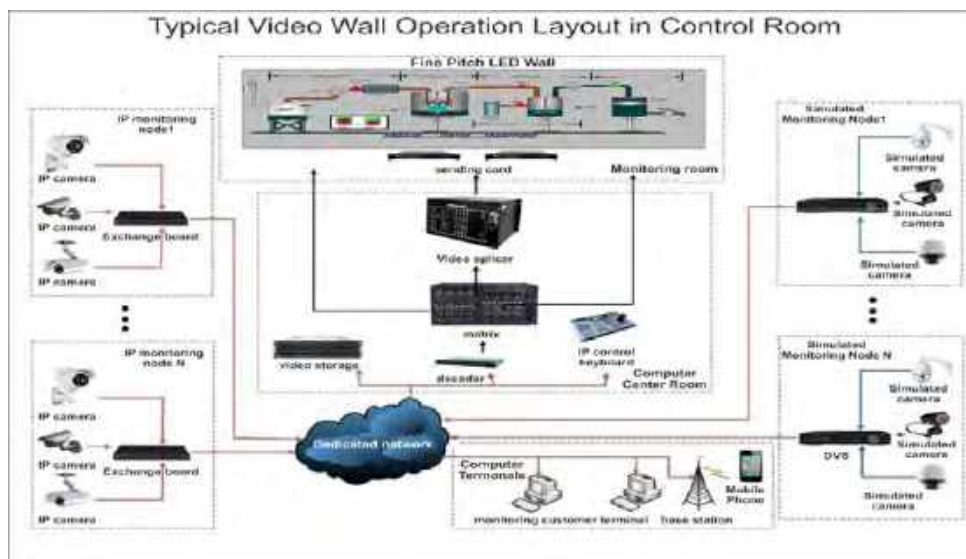 Typical Video Wall Operation Layout in Control Room
Fine Pitch LED Wall
sending card
Monitoring room
IP monitoring
node1
IP camera
IP camera
IP camera
Exchange board
Simulated
Monitoring Node1
Simulated
camera
Simulated
camera
Simulated
camera
Video splicer
matrix
video storage
decoder
IP control
keyboard
Computer
Center Room
IP monitoring
node N
IP camera
IP camera
IP camera
Exchange board
Simulated
Monitoring Node N
Simulated
camera
Simulated
camera
Simulated
camera
DVS
Dedicated network
Computer
Termonals
monitoring customer terminal
base station
Mobile
Phone